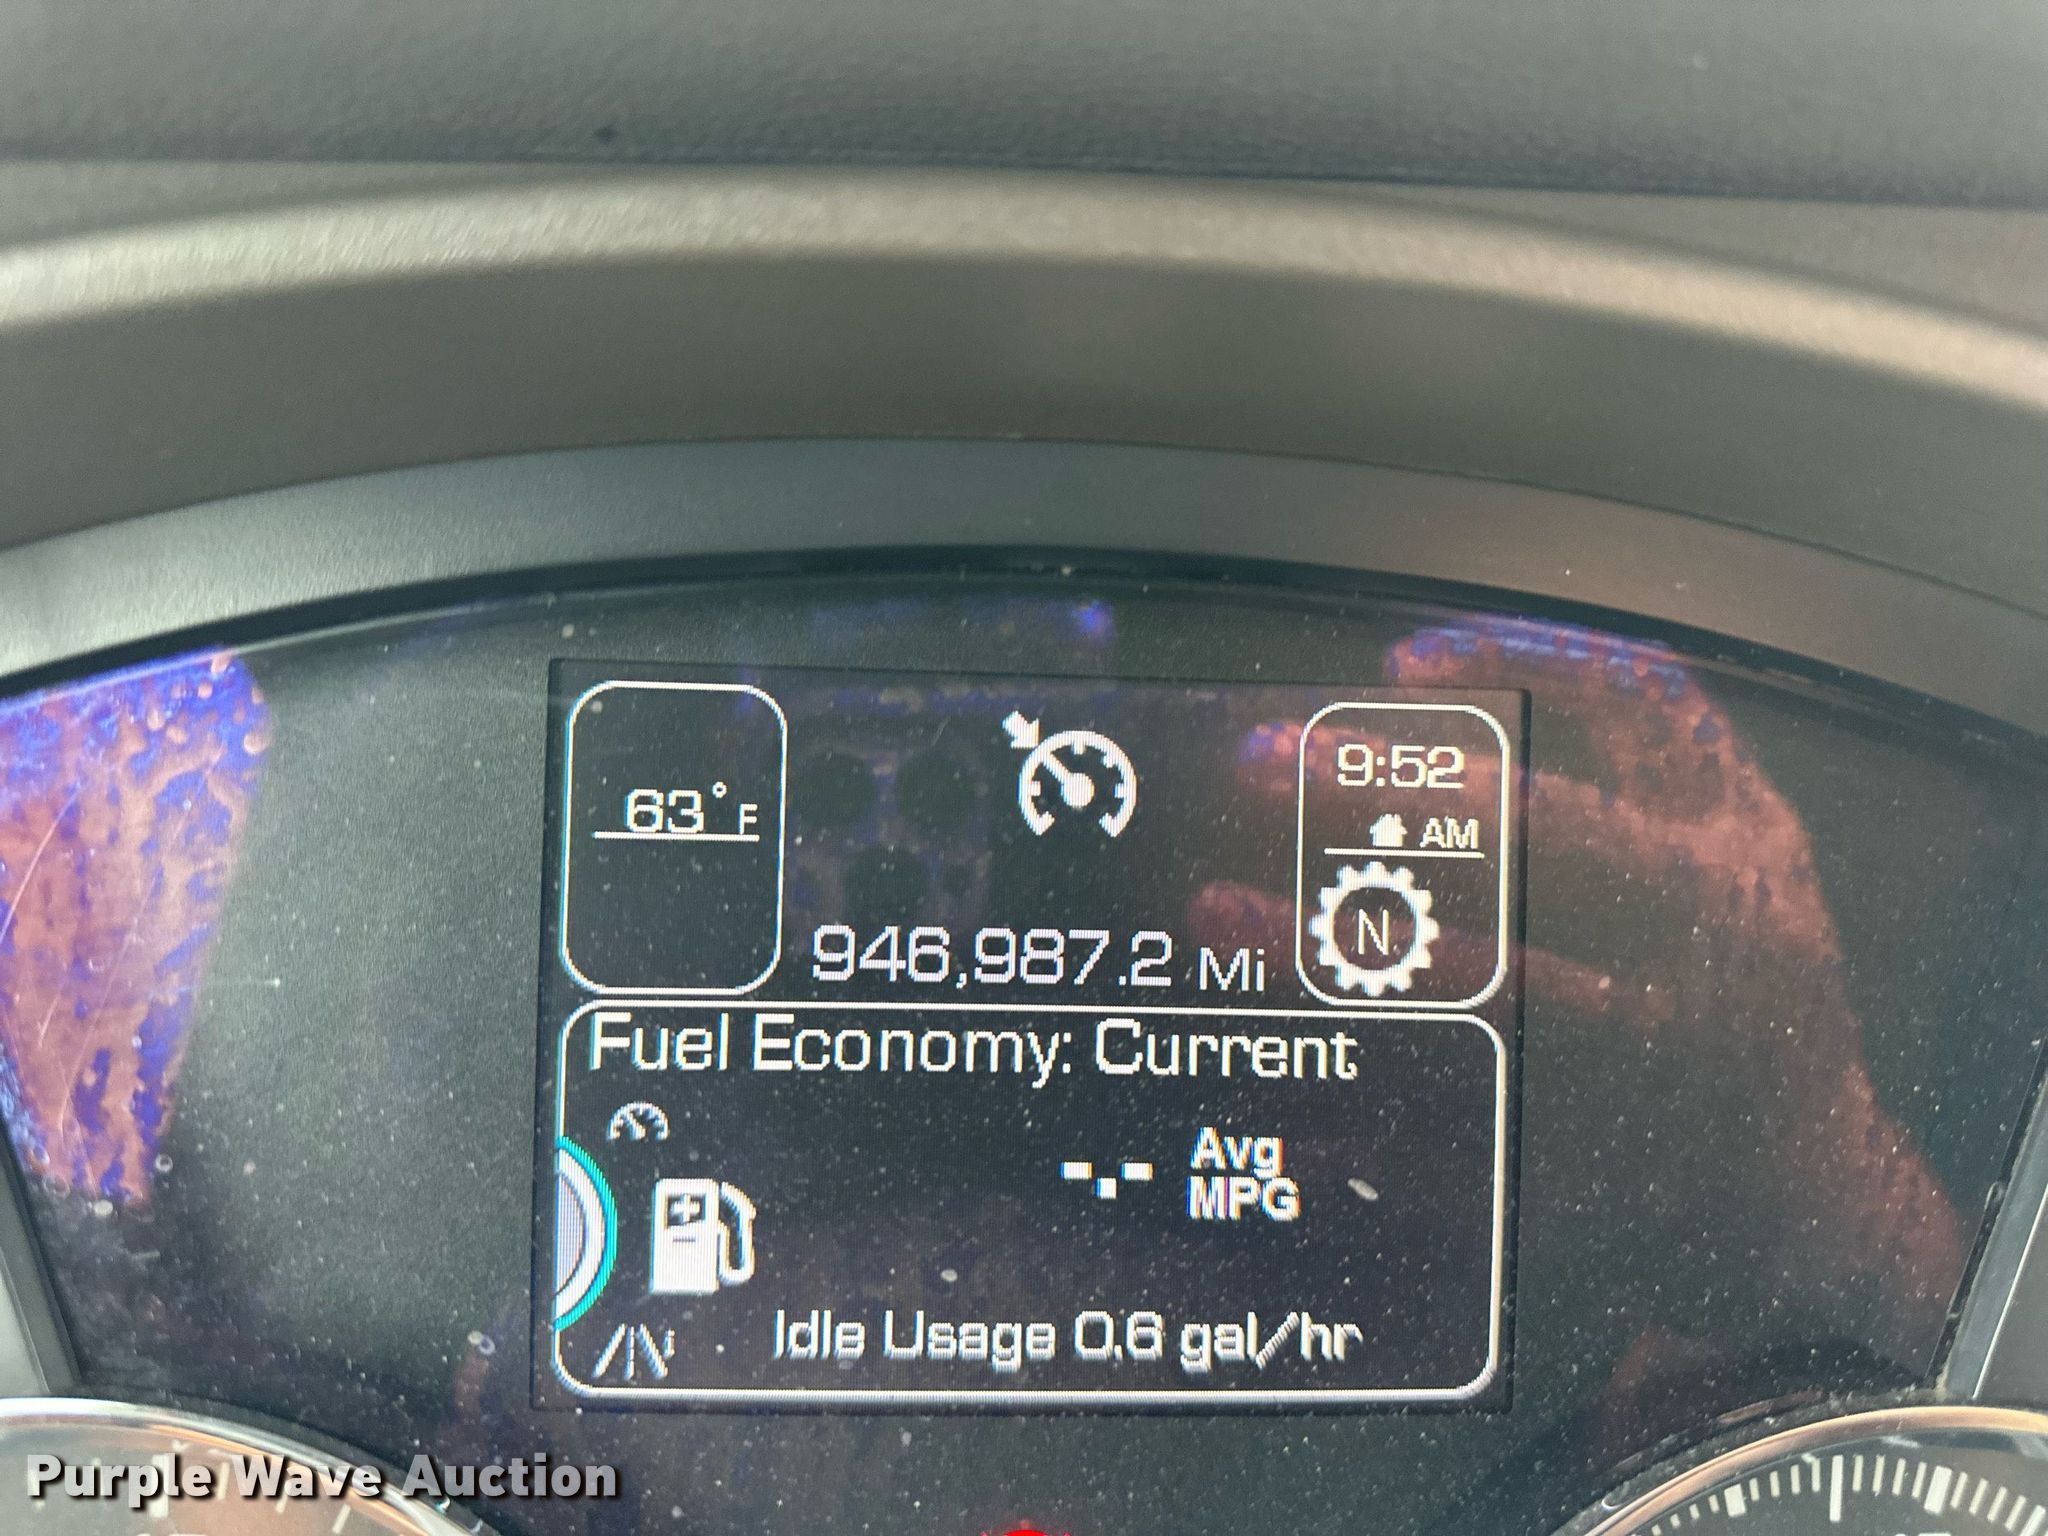 63°F
9:52
AM
N
946,987.2 Mi
Fuel Economy: Current
-.- Avg
MPG
Idle Usage 0.6 gal/hr
Purple Wave Auction